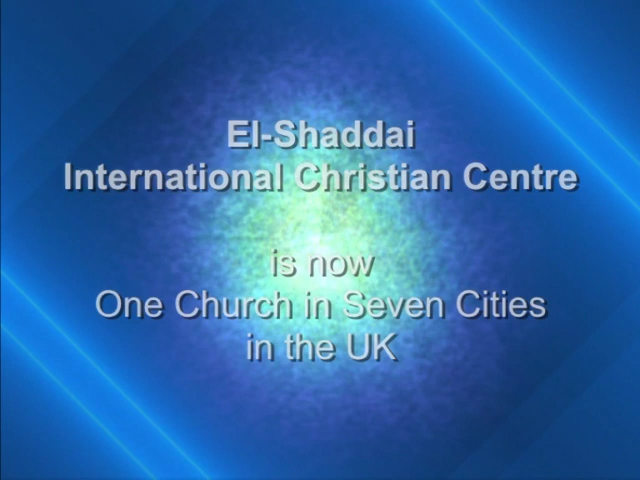 El-Shaddai
International Christian Centre
is now
One Church in Seven Cities
in the UK